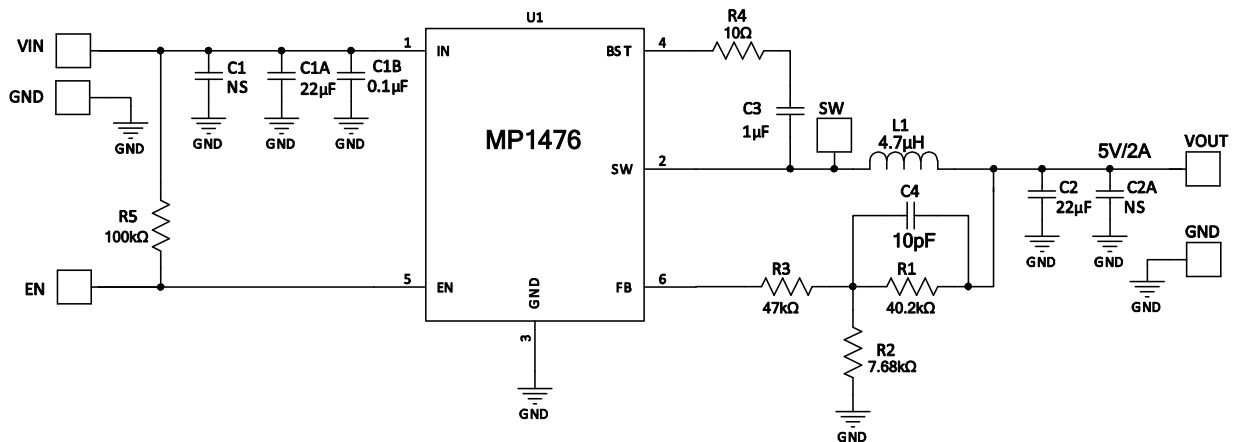 U1
VIN
GND
GND
C1
NS
GND
C1A
22µF
GND
C1B
0.1µF
GND
R5
100kΩ
EN
1
IN
5
EN
MP1476
BST
4
SW
2
FB
6
GND
3
GND
R4
10Ω
C3
1µF
SW
L1
4.7µH
C4
10pF
R3
47kΩ
R1
40.2kΩ
R2
7.68kΩ
GND
5V/2A
VOUT
C2
22µF
GND
C2A
NS
GND
GND
GND